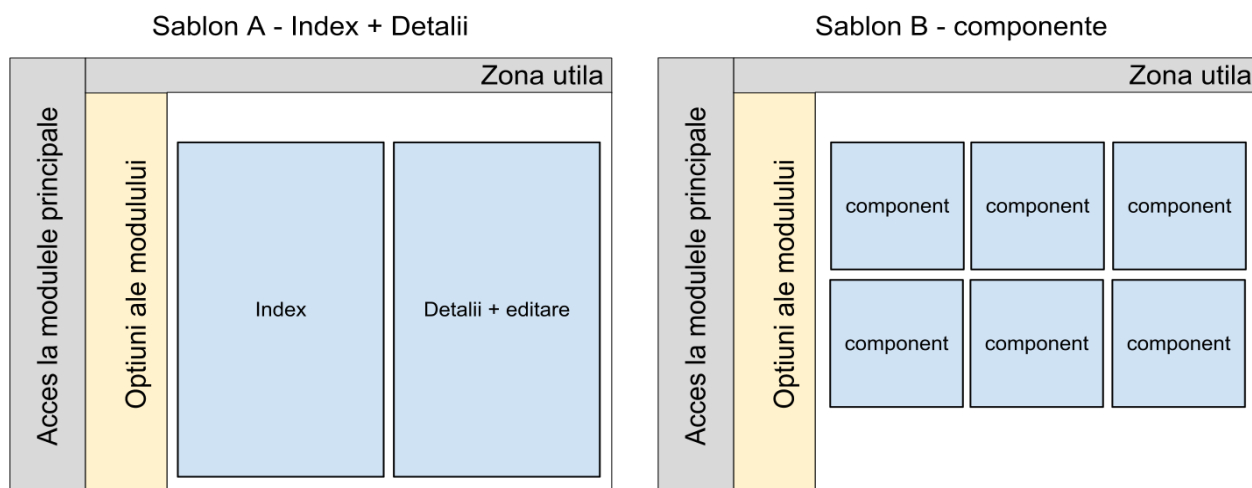 Sablon A - Index + Detalii
Zona utila
Acces la modulele principale
Optiuni ale modulului
Index
Detalii + editare
Sablon B - componente
Zona utila
Acces la modulele principale
Optiuni ale modulului
component
component
component
component
component
component